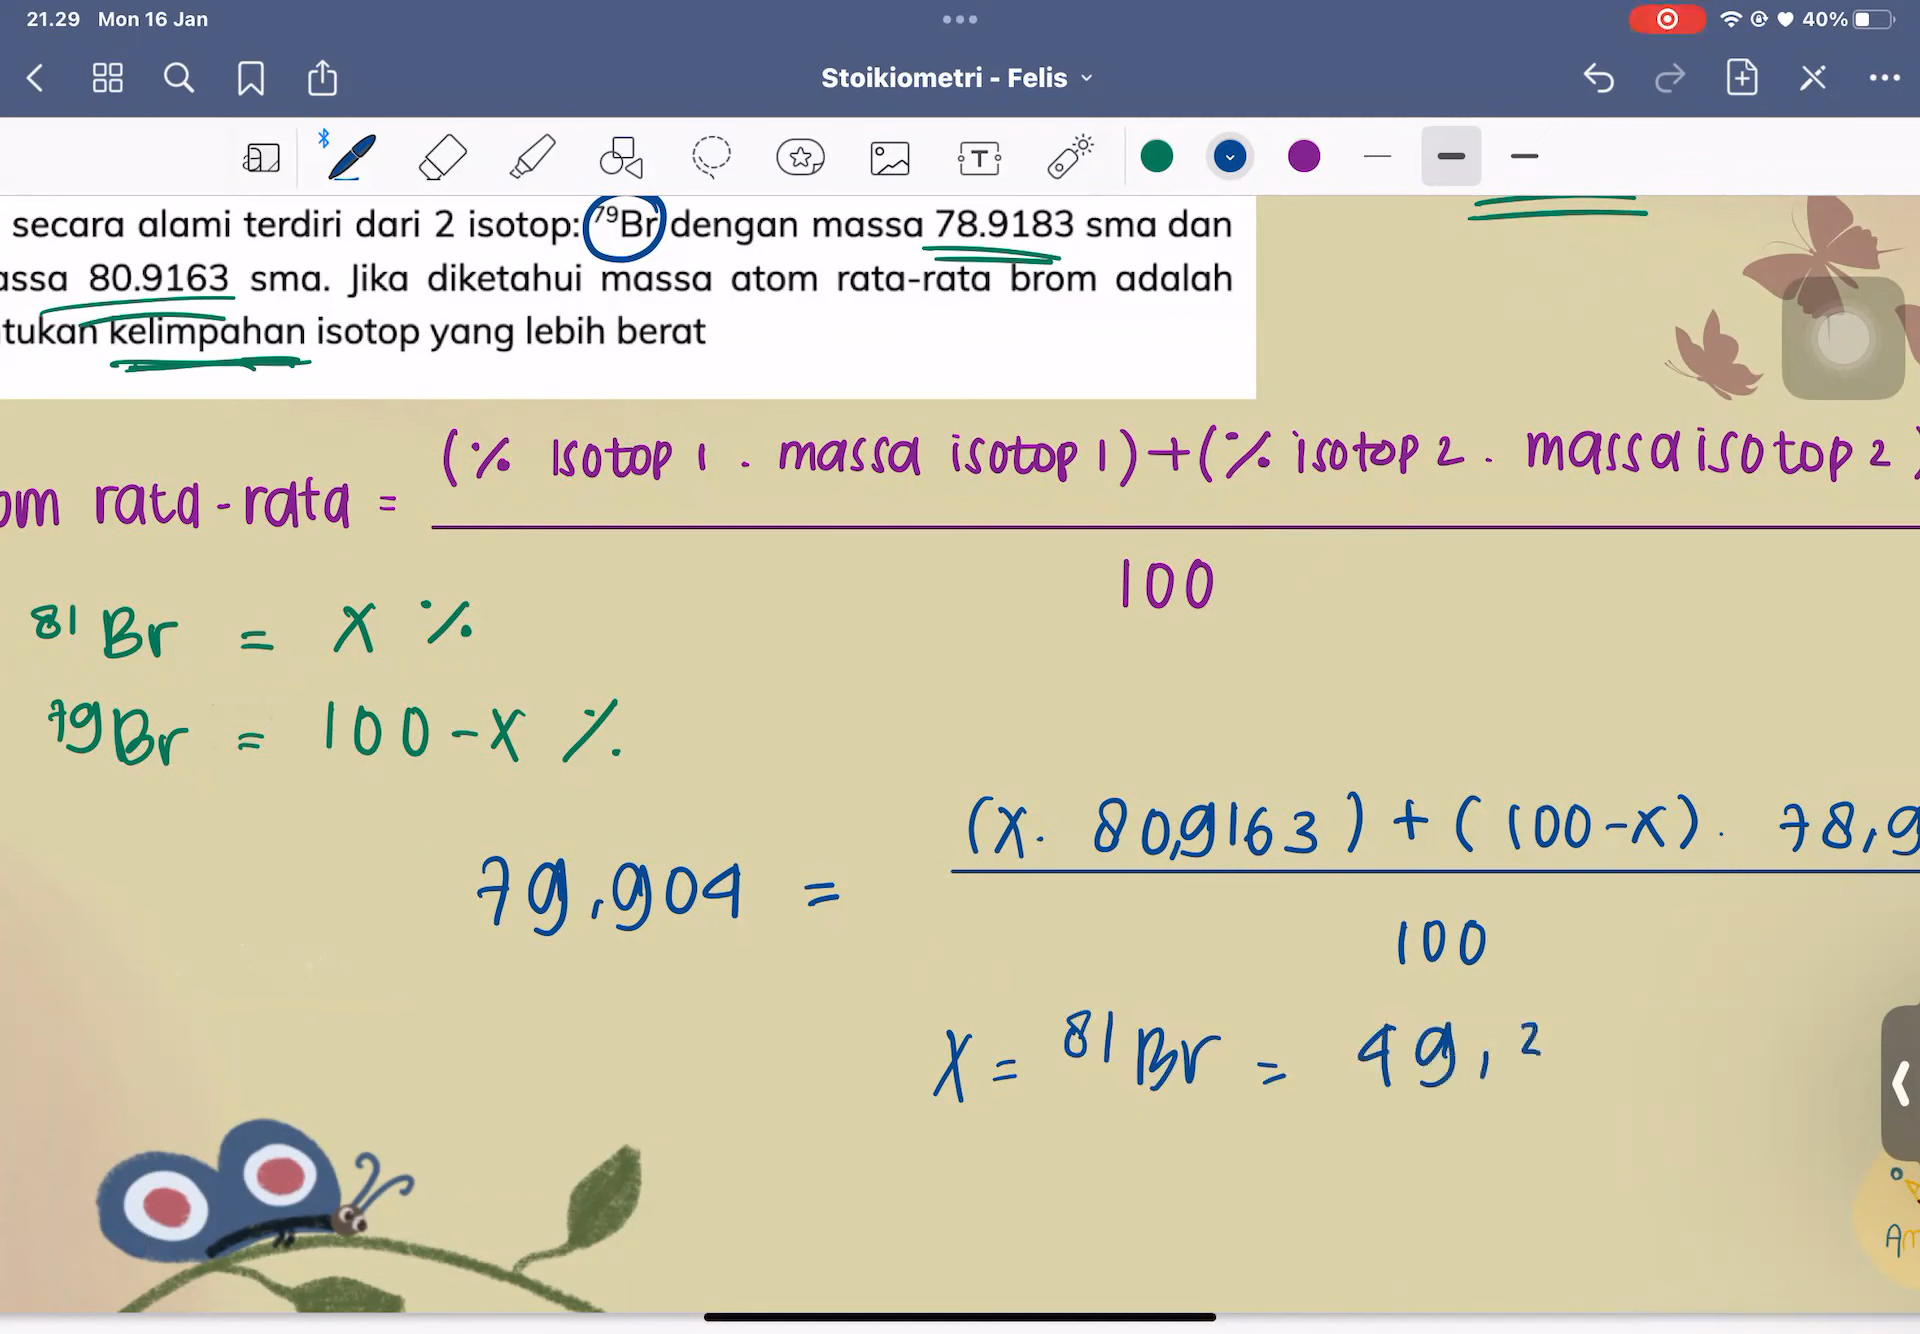 21.29 Mon 16 Jan
40%
Stoikiometri - Felis
secara alami terdiri dari 2 isotop: ⁷⁹Br dengan massa 78.9183 sma dan
assa 80.9163 sma. Jika diketahui massa atom rata-rata brom adalah
tukan kelimpahan isotop yang lebih berat
om rata-rata = (% Isotop 1 . massa isotop 1) + (% isotop 2 . massa isotop 2)
100
⁸¹Br = X %
⁷⁹Br = 100 - X %
79,904 = (X. 80,9163) + (100-X). 78,9
100
X = ⁸¹Br = 49,2